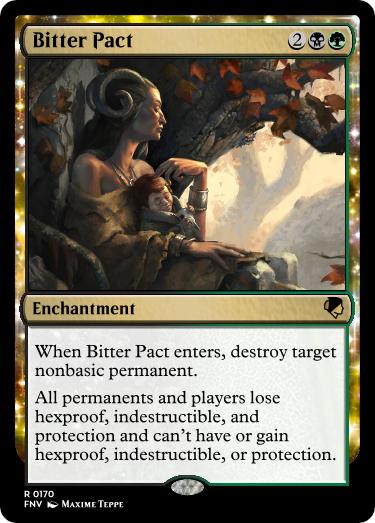 Bitter Pact 2
Enchantment
When Bitter Pact enters, destroy target
nonbasic permanent.
All permanents and players lose
hexproof, indestructible, and
protection and can't have or gain
hexproof, indestructible, or protection.
R 0170
FNV Maxime Teppe